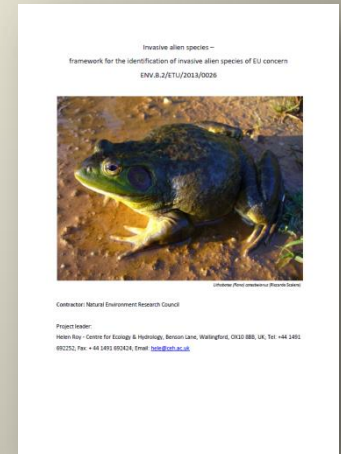 Invasive alien species –
framework for the identification of invasive alien species of EU concern
ENV.B.2/ETU/2013/0026
Lithobates (Rana) catesbeianus (Riccardo Scalera)
Contractor: Natural Environment Research Council
Project leader:
Helen Roy - Centre for Ecology & Hydrology, Benson Lane, Wallingford, OX10 8BB, UK; Tel: +44 1491
692252, Fax: + 44 1491 692424, Email: hele@ceh.ac.uk